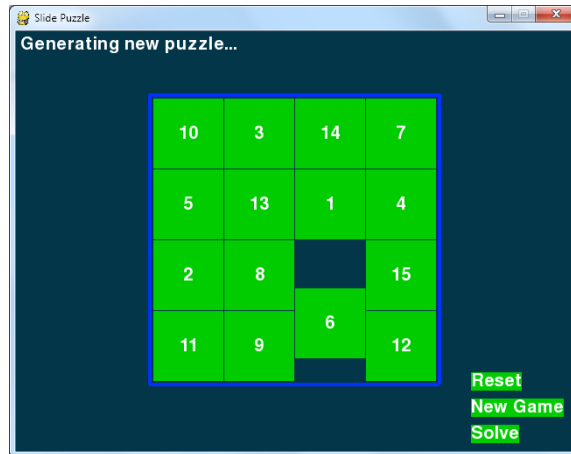 Slide Puzzle
Generating new puzzle...
10 3 14 7
5 13 1 4
2 8 15
6
11 9 12
Reset
New Game
Solve